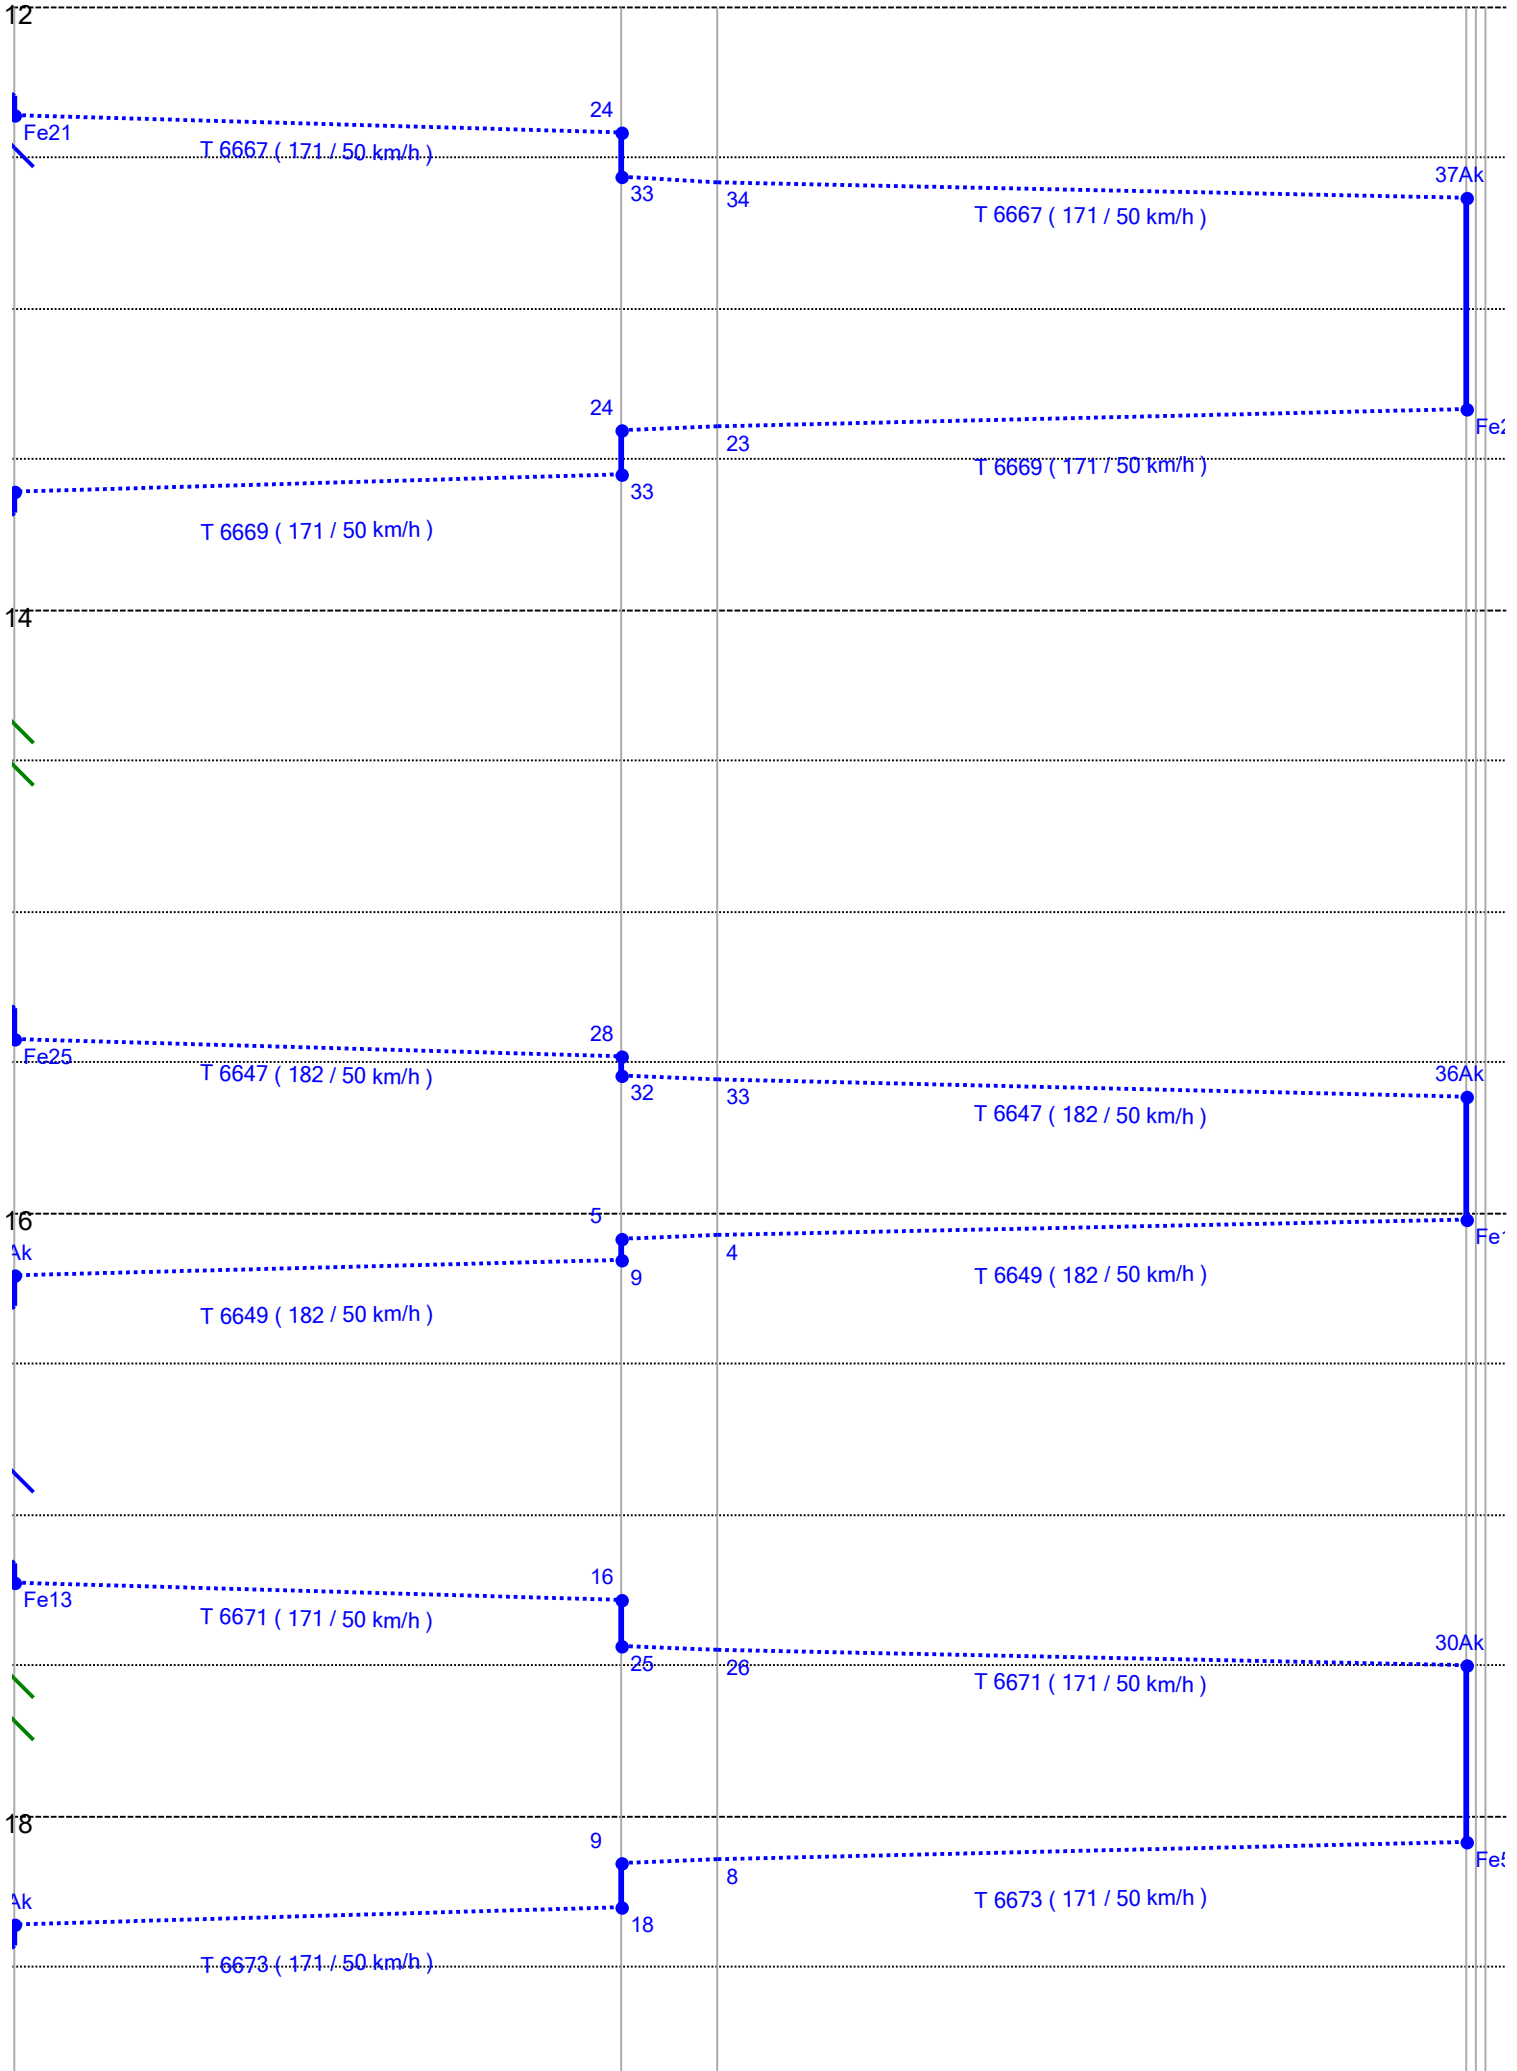 12
24
Fe21
T 6667 ( 171 / 50 km/h )
37Ak
33
34
T 6667 ( 171 / 50 km/h )
24
23
T 6669 ( 171 / 50 km/h )
33
T 6669 ( 171 / 50 km/h )
14
28
Fe25
T 6647 ( 182 / 50 km/h )
36Ak
32
33
T 6647 ( 182 / 50 km/h )
16
5
Ak
4
9
T 6649 ( 182 / 50 km/h )
T 6649 ( 182 / 50 km/h )
16
Fe13
T 6671 ( 171 / 50 km/h )
30Ak
25
26
T 6671 ( 171 / 50 km/h )
18
9
Fe5
8
Ak
T 6673 ( 171 / 50 km/h )
18
T 6673 ( 171 / 50 km/h )